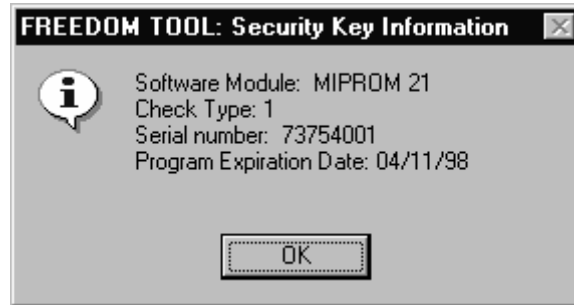 FREEDOM TOOL: Security Key Information
Software Module: MIPROM 21
Check Type: 1
Serial number: 73754001
Program Expiration Date: 04/11/98
OK